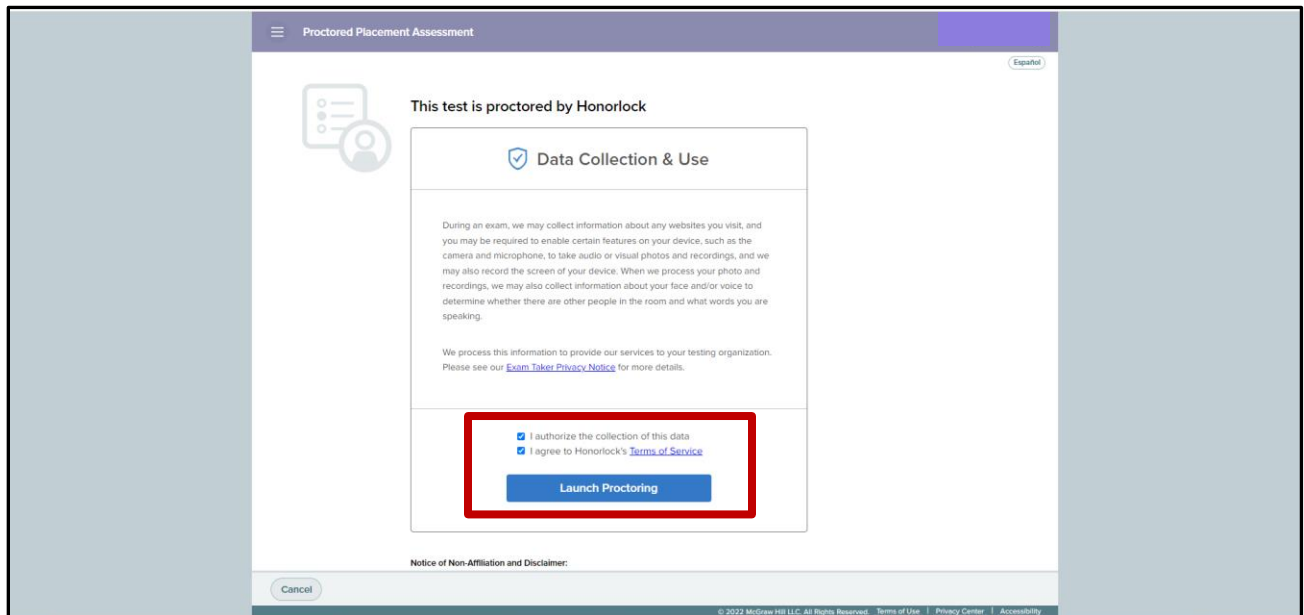 Proctored Placement Assessment
Español
This test is proctored by Honorlock
Data Collection & Use
During an exam, we may collect information about any websites you visit, and
you may be required to enable certain features on your device, such as the
camera and microphone, to take audio or visual photos and recordings, and we
may also record the screen of your device. When we process your photo and
recordings, we may also collect information about your face and/or voice to
determine whether there are other people in the room and what words you are
speaking.
We process this information to provide our services to your testing organization.
Please see our Exam Taker Privacy Notice for more details.
I authorize the collection of this data
I agree to Honorlock's Terms of Service
Launch Proctoring
Notice of Non-Affiliation and Disclaimer:
Cancel
© 2022 McGraw Hill LLC. All Rights Reserved. Terms of Use | Privacy Center | Accessibility